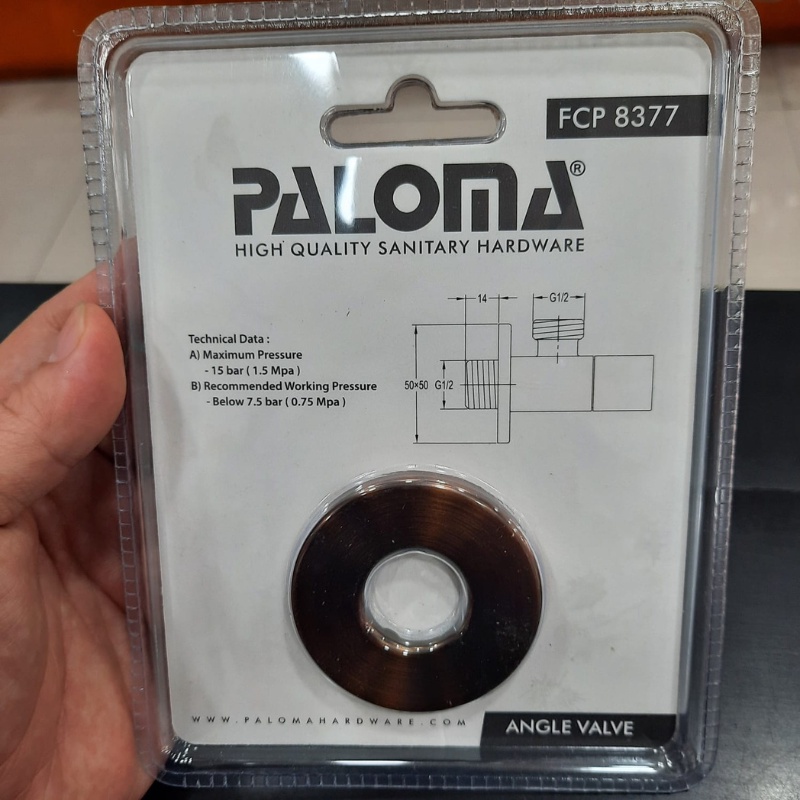 FCP 8377
PALOMA®
HIGH QUALITY SANITARY HARDWARE
14
G1/2
Technical Data :
A) Maximum Pressure
- 15 bar ( 1.5 Mpa )
B) Recommended Working Pressure
- Below 7.5 bar ( 0.75 Mpa )
50×50
G1/2
WWW.PALOMAHARDWARE.COM
ANGLE VALVE